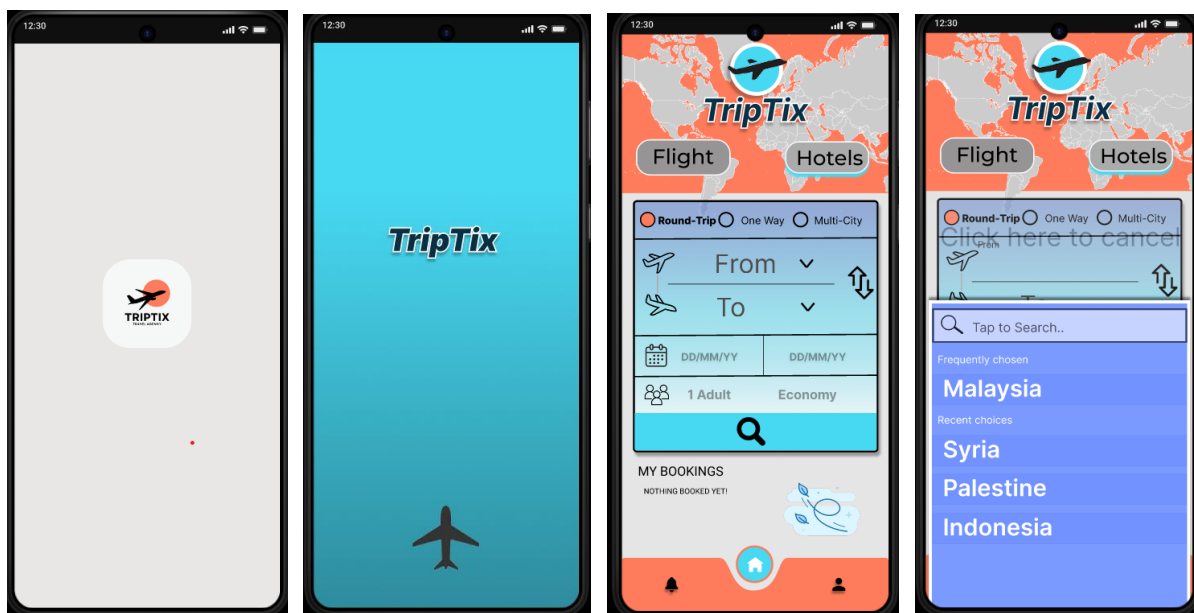 12:30
TRIPTIX
TRAVEL AGENCY
12:30
TripTix
12:30
TripTix
Flight Hotels
Round-Trip One Way Multi-City
From
To
DD/MM/YY DD/MM/YY
1 Adult Economy
MY BOOKINGS
NOTHING BOOKED YET!
12:30
TripTix
Flight Hotels
Round-Trip One Way Multi-City
Click here to cancel
From
To
Tap to Search..
Frequently chosen
Malaysia
Recent choices
Syria
Palestine
Indonesia